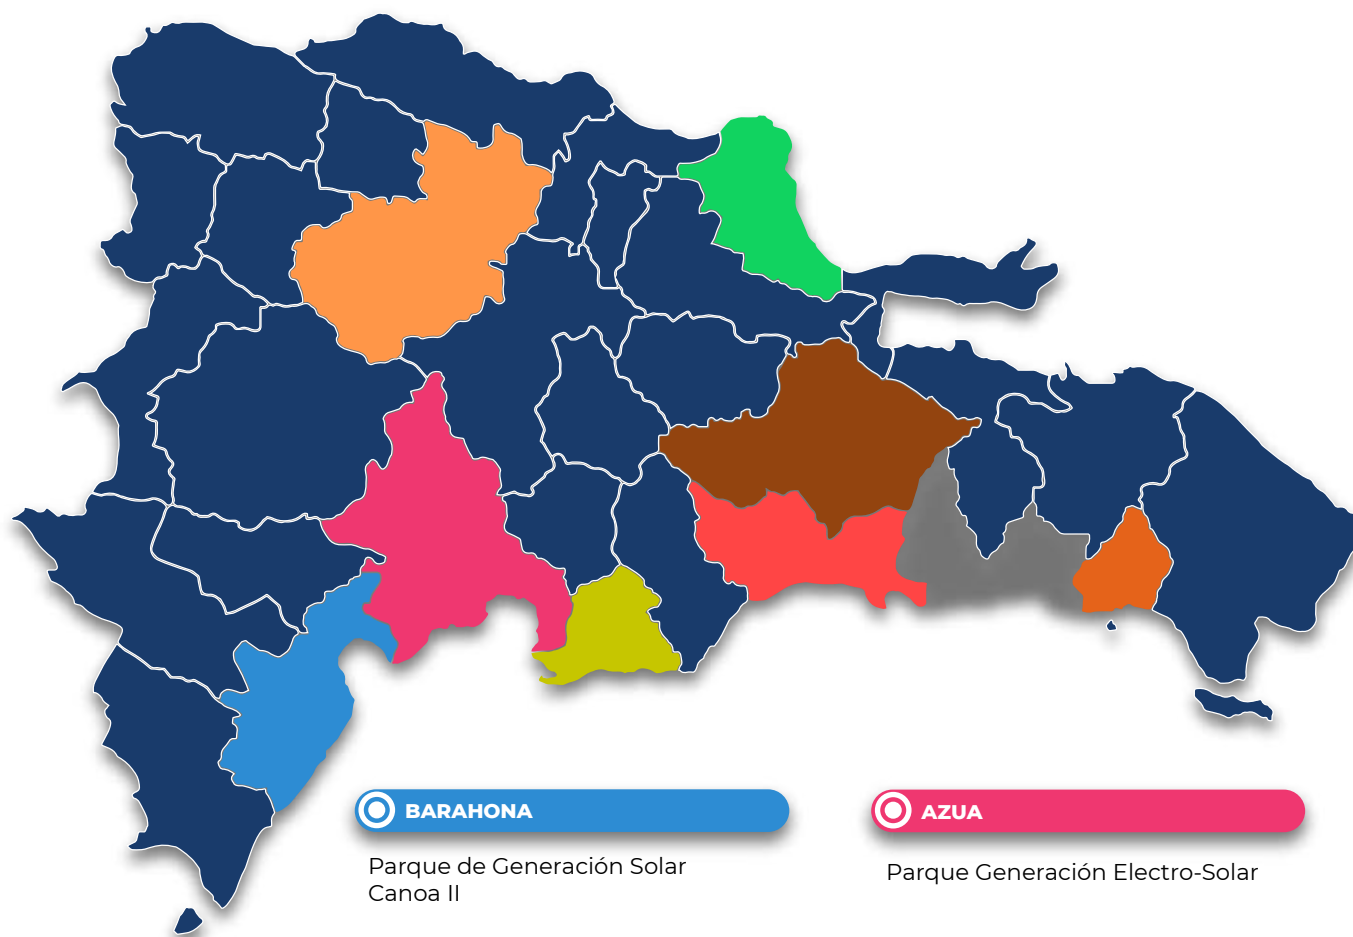 BARAHONA
Parque de Generación Solar
Canoa II
AZUA
Parque Generación Electro-Solar